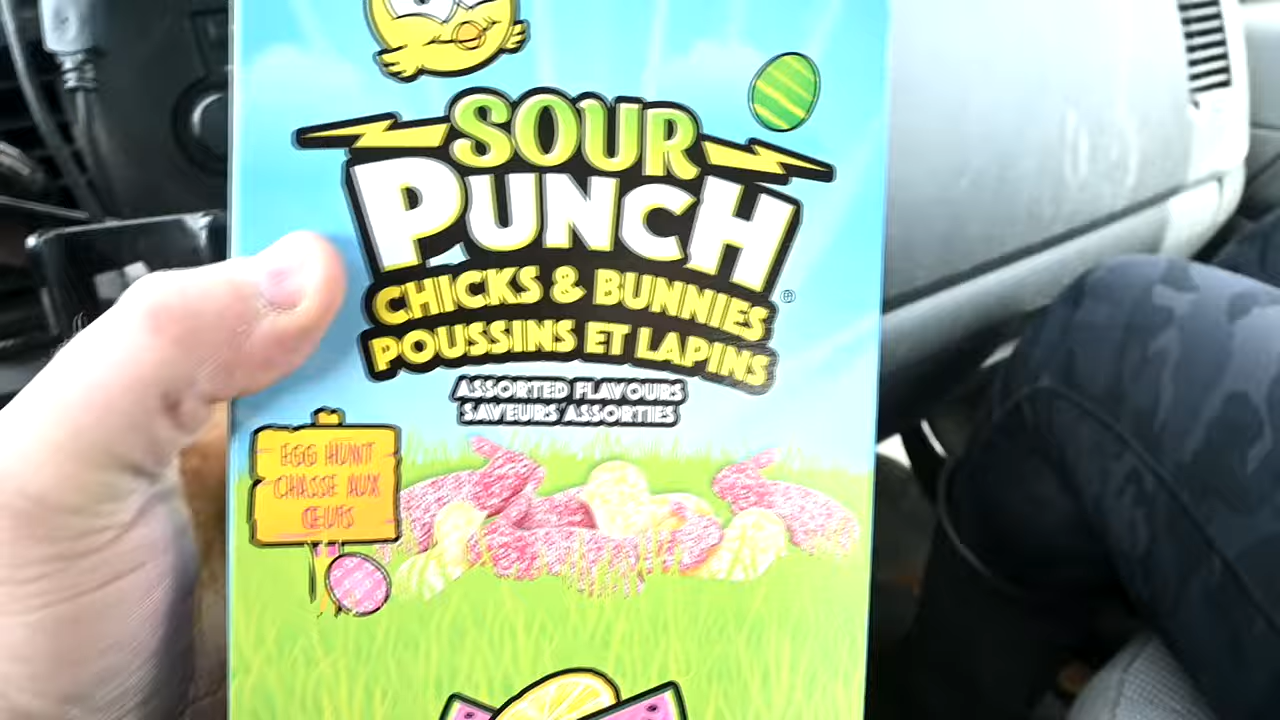 SOUR
PUNCH
CHICKS & BUNNIES
POUSSINS ET LAPINS
ASSORTED FLAVOURS
SAVEURS ASSORTIES
EGG HUNT
CHASSE AUX
ŒUFS